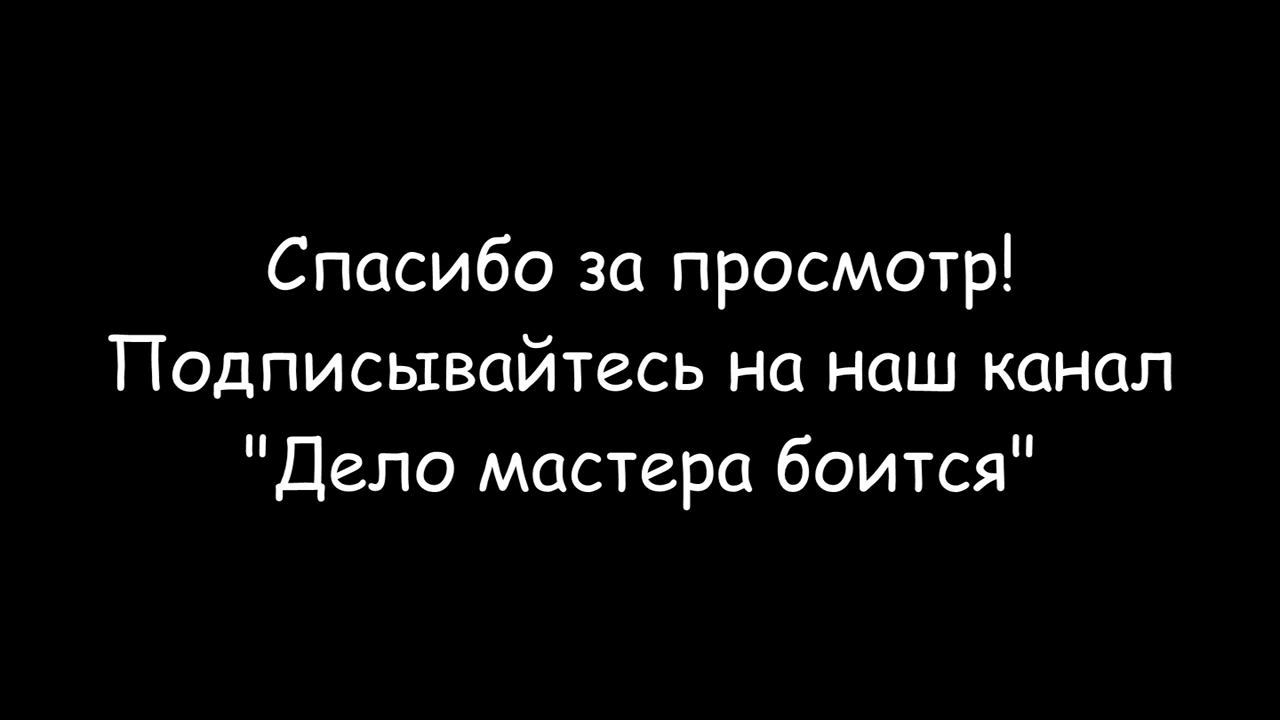 Спасибо за просмотр!
Подписывайтесь на наш канал
"Дело мастера боится"